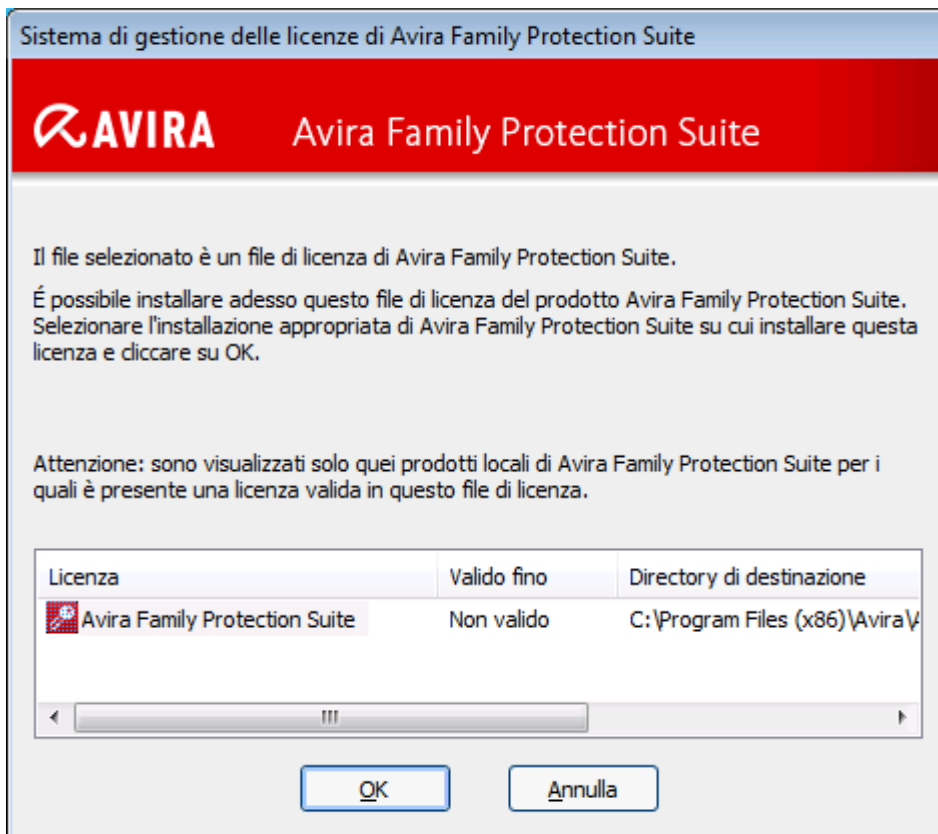 Sistema di gestione delle licenze di Avira Family Protection Suite
AVIRA Avira Family Protection Suite
Il file selezionato è un file di licenza di Avira Family Protection Suite.
É possibile installare adesso questo file di licenza del prodotto Avira Family Protection Suite.
Selezionare l'installazione appropriata di Avira Family Protection Suite su cui installare questa
licenza e cliccare su OK.
Attenzione: sono visualizzati solo quei prodotti locali di Avira Family Protection Suite per i
quali è presente una licenza valida in questo file di licenza.
Licenza Valido fino Directory di destinazione
Avira Family Protection Suite Non valido C:\Program Files (x86)\Avira\A
OK Annulla